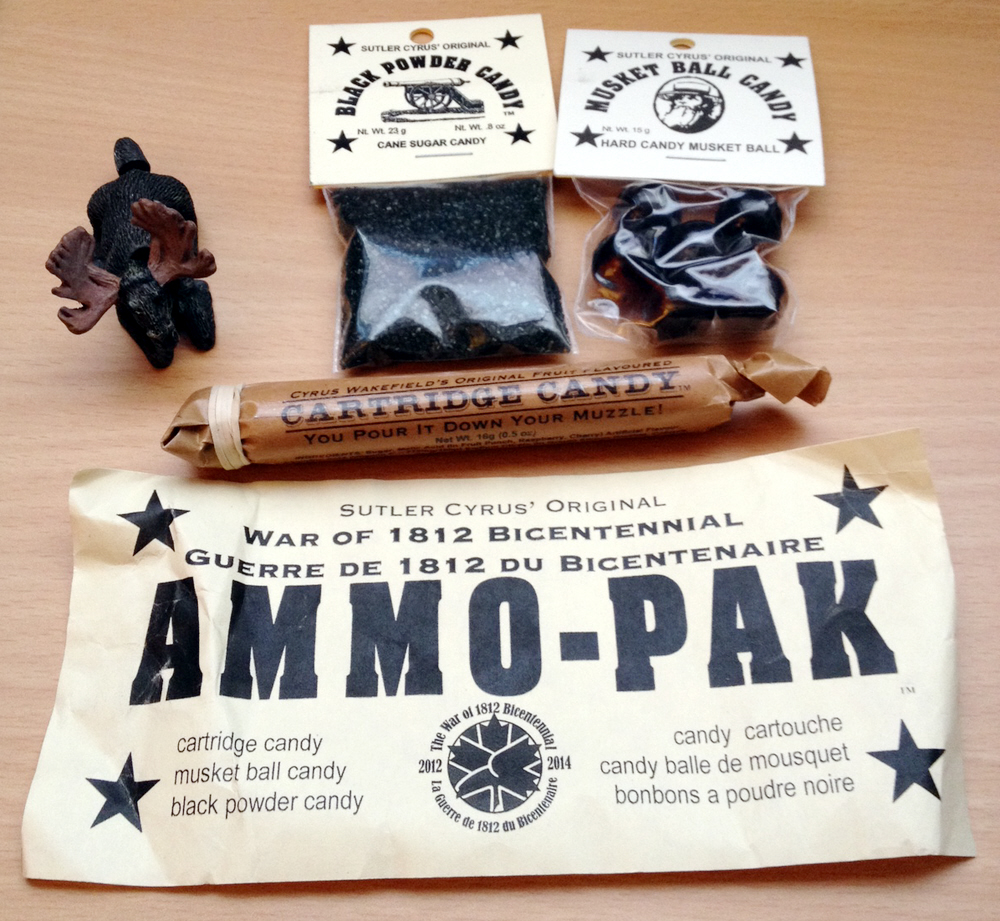 SUTLER CYRUS' ORIGINAL
BLACK POWDER CANDY
Nt. Wt. 23 g
Nt. Wt. .8 oz
TM
CANE SUGAR CANDY
SUTLER CYRUS' ORIGINAL
MUSKET BALL CANDY
Nt. Wt. 15 g
HARD CANDY MUSKET BALL
CYRUS WAKEFIELD'S ORIGINAL FRUIT FLAVOURED
CARTRIDGE CANDY™
YOU POUR IT DOWN YOUR MUZZLE!
Net Wt. 16g (0.5 oz)
SUTLER CYRUS' ORIGINAL
WAR OF 1812 BICENTENNIAL
GUERRE DE 1812 DU BICENTENAIRE
AMMO-PAK
TM
cartridge candy
musket ball candy
black powder candy
The War of 1812 Bicentennial
2012 2014
La Guerre de 1812 du Bicentenaire
candy cartouche
candy balle de mousquet
bonbons a poudre noire